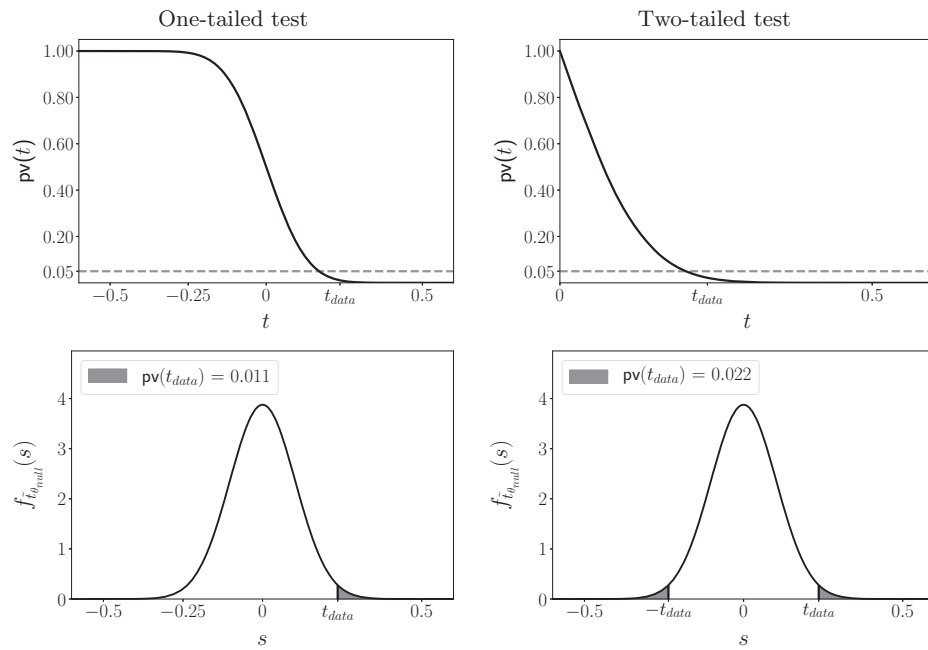 One-tailed test
1.00
0.80
0.60
0.40
0.20
0.05
pv(t)
−0.5 −0.25 0 t_data 0.5
t
Two-tailed test
1.00
0.80
0.60
0.40
0.20
0.05
pv(t)
0 t_data 0.5
t
pv(t_data) = 0.011
4
3
2
1
0
f_{t̃_{θ_null}}(s)
−0.5 −0.25 0 t_data 0.5
s
pv(t_data) = 0.022
4
3
2
1
0
f_{t̃_{θ_null}}(s)
−0.5 −t_data 0 t_data 0.5
s